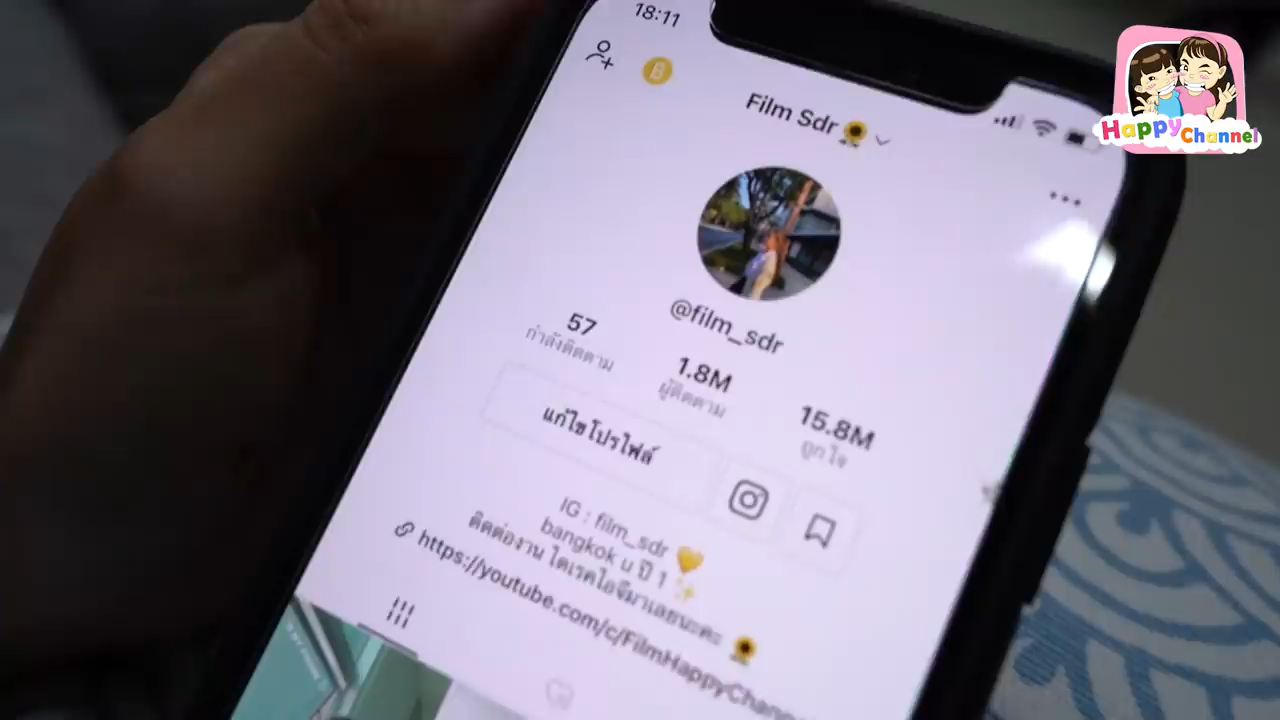 18:11
Film Sdr
@film_sdr
57
กำลังติดตาม
1.8M
ผู้ติดตาม
15.8M
ถูกใจ
แก้ไขโปรไฟล์
IG : film_sdr
bangkok u ปี 1
ติดต่องาน ไดเรคไอจีมาเลยนะคะ
https://youtube.com/c/FilmHappyChann
Happy Channel